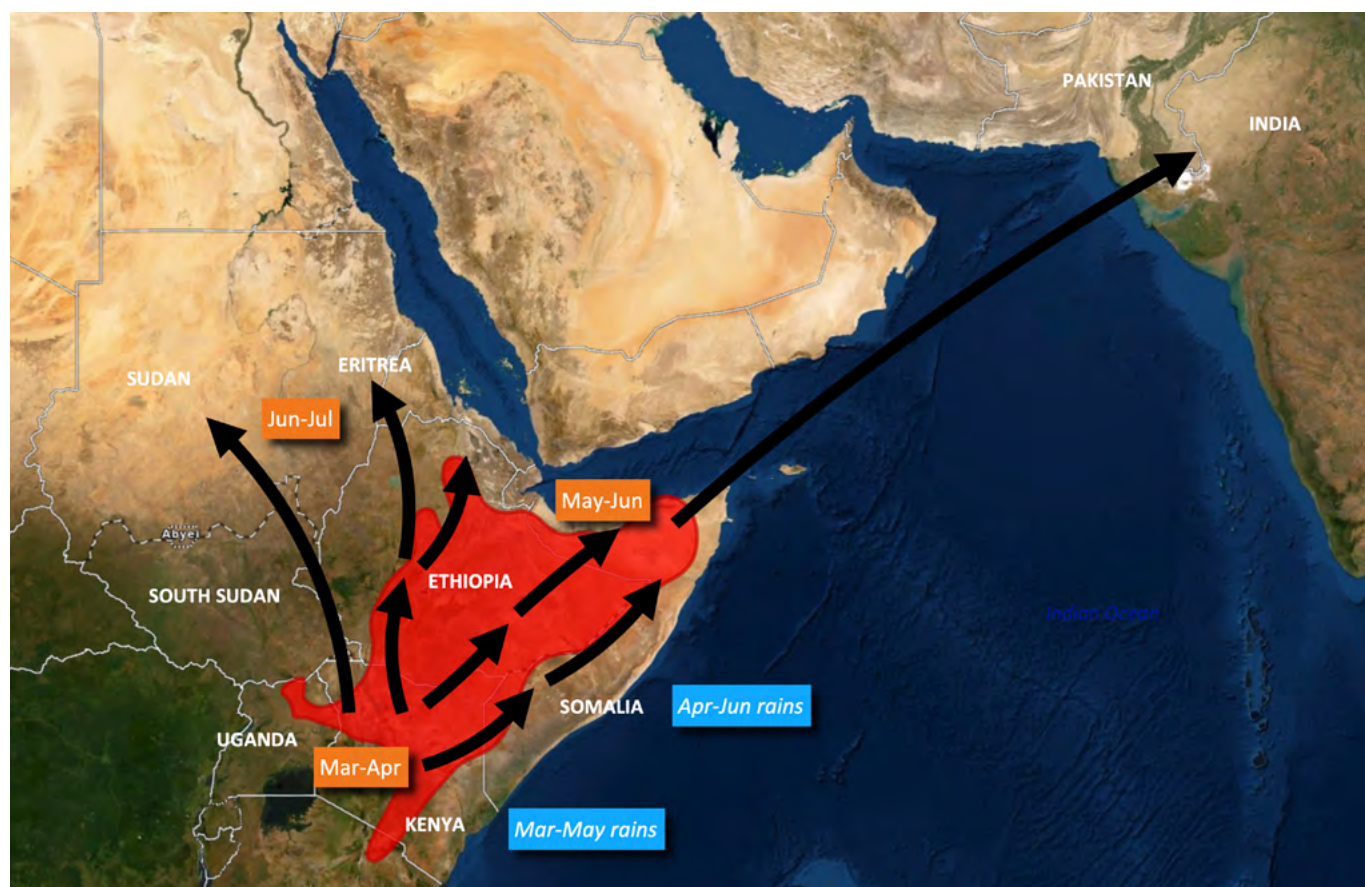 PAKISTAN
INDIA
ERITREA
SUDAN
Jun-Jul
May-Jun
Abyei
ETHIOPIA
SOUTH SUDAN
Indian Ocean
SOMALIA
Apr-Jun rains
UGANDA
Mar-Apr
KENYA
Mar-May rains